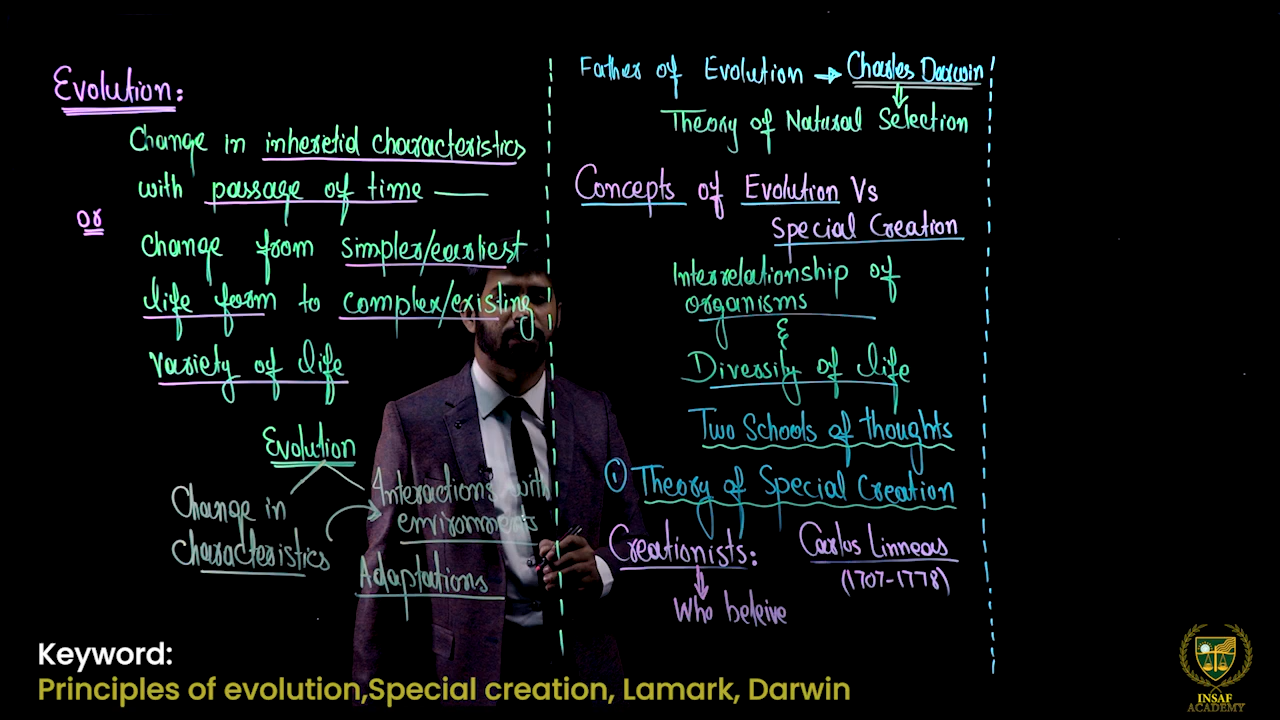 Evolution:
Change in inheretid characteristics
with passage of time —
or
Change from simpler/earliest
life form to complex/existing
variety of life
Evolution
Change in
characteristics
Interactions with
environments
Adaptations
Father of Evolution → Charles Darwin
Theory of Natural Selection
Concepts of Evolution Vs
special Creation
Interrelationship of
organisms
&
Diversity of life
Two Schools of thoughts
① Theory of Special Creation
Creationists:
Who beleive
Carlus Linneas
(1707-1778)
Keyword:
Principles of evolution,Special creation, Lamark, Darwin
INSAF
ACADEMY